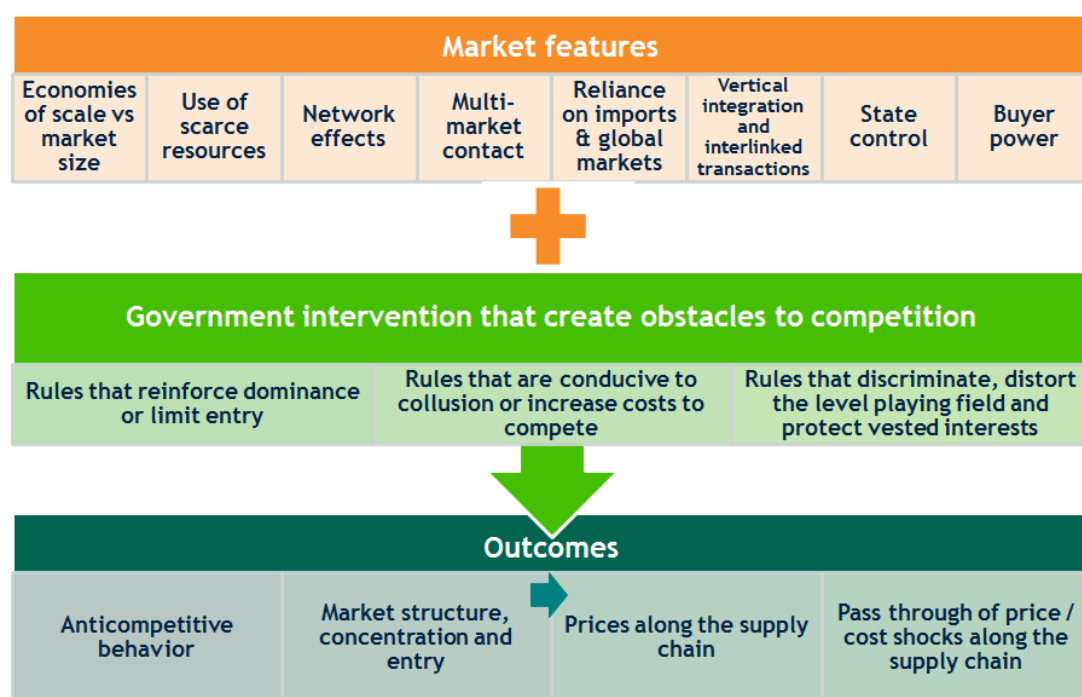 Market features
Economies
of scale vs
market
size
Use of
scarce
resources
Network
effects
Multi-
market
contact
Reliance
on imports
& global
markets
Vertical
integration
and
interlinked
transactions
State
control
Buyer
power
Government intervention that create obstacles to competition
Rules that reinforce dominance
or limit entry
Rules that are conducive to
collusion or increase costs to
compete
Rules that discriminate, distort
the level playing field and
protect vested interests
Outcomes
Anticompetitive
behavior
Market structure,
concentration and
entry
Prices along the supply
chain
Pass through of price /
cost shocks along the
supply chain